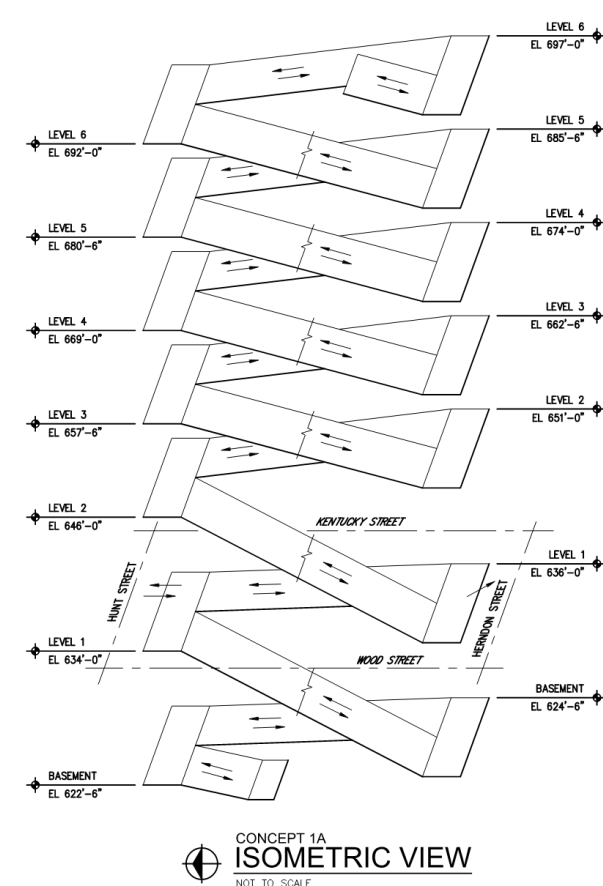 LEVEL 6
EL 697'-0"
LEVEL 5
EL 685'-6"
LEVEL 6
EL 692'-0"
LEVEL 4
EL 674'-0"
LEVEL 5
EL 680'-6"
LEVEL 3
EL 662'-6"
LEVEL 4
EL 669'-0"
LEVEL 2
EL 651'-0"
LEVEL 3
EL 657'-6"
LEVEL 2
EL 646'-0"
KENTUCKY STREET
LEVEL 1
EL 636'-0"
HUNT STREET
HERNDON STREET
LEVEL 1
EL 634'-0"
WOOD STREET
BASEMENT
EL 624'-6"
BASEMENT
EL 622'-6"
CONCEPT 1A
ISOMETRIC VIEW
NOT TO SCALE